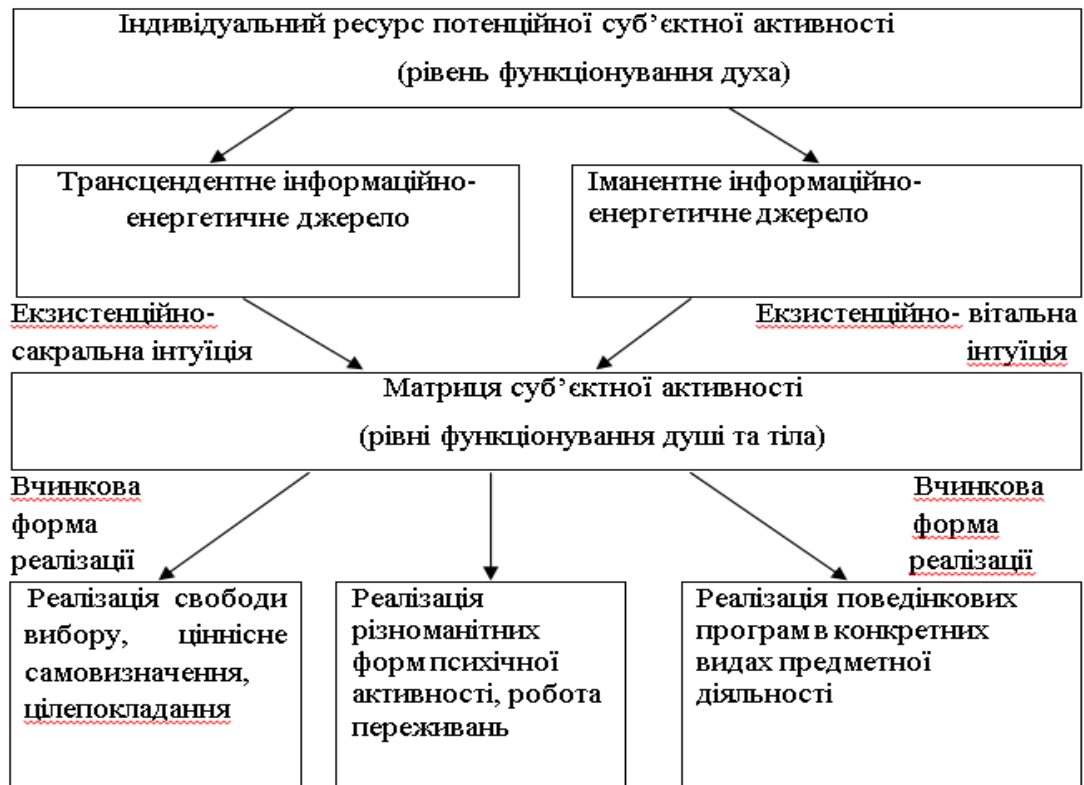 Індивідуальний ресурс потенційної суб’єктної активності
(рівень функціонування духа)
Трансцендентне інформаційно-
енергетичне джерело
Іманентне інформаційно-
енергетичне джерело
Екзистенційно-
сакральна інтуїція
Екзистенційно- вітальна
інтуїція
Матриця суб’єктної активності
(рівні функціонування душі та тіла)
Вчинкова
форма
реалізації
Вчинкова
форма
реалізації
Реалізація свободи
вибору, ціннісне
самовизначення,
цілепокладання
Реалізація
різноманітних
форм психічної
активності, робота
переживань
Реалізація поведінкових
програм в конкретних
видах предметної
діяльності